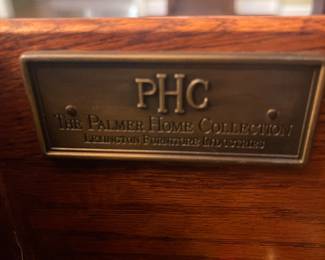 PHC
THE PALMER HOME COLLECTION
LEXINGTON FURNITURE INDUSTRIES